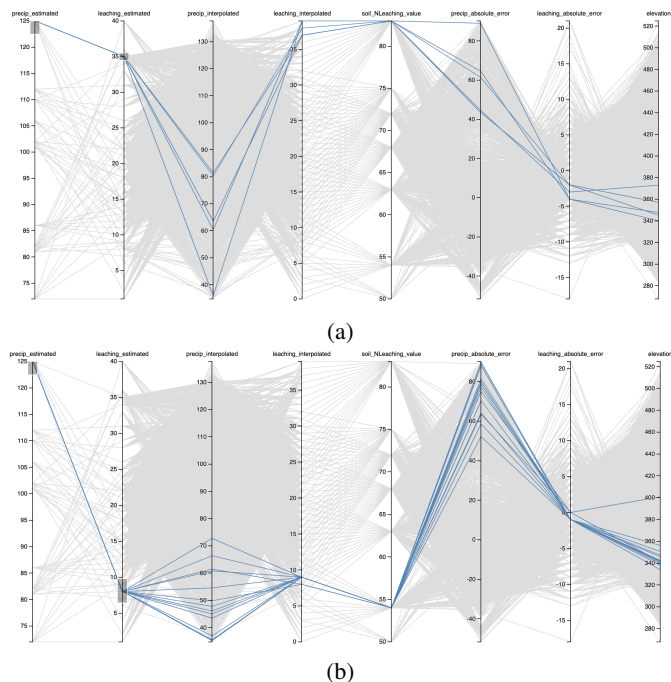 precip_estimated leaching_estimated precip_interpolated leaching_interpolated soil_NLeaching_value precip_absolute_error leaching_absolute_error elevation
125 40 20 520
120 35 130 35 80 80 15 500
115 30 120 30 75 60 10 480
110 25 110 25 70 40 5 460
105 20 100 20 65 20 0 440
100 15 90 15 60 0 -5 420
95 10 80 10 55 -20 -10 400
90 5 70 5 50 -40 -15 380
85 60 0 360
80 50 340
75 40 320
300
280
(a)
precip_estimated leaching_estimated precip_interpolated leaching_interpolated soil_NLeaching_value precip_absolute_error leaching_absolute_error elevation
125 40 20 520
120 35 130 35 80 80 15 500
115 30 120 30 75 60 10 480
110 25 110 25 70 40 5 460
105 20 100 20 65 20 0 440
100 15 90 15 60 0 -5 420
95 10 80 10 55 -20 -10 400
90 5 70 5 50 -40 -15 380
85 60 0 360
80 50 340
75 40 320
300
280
(b)